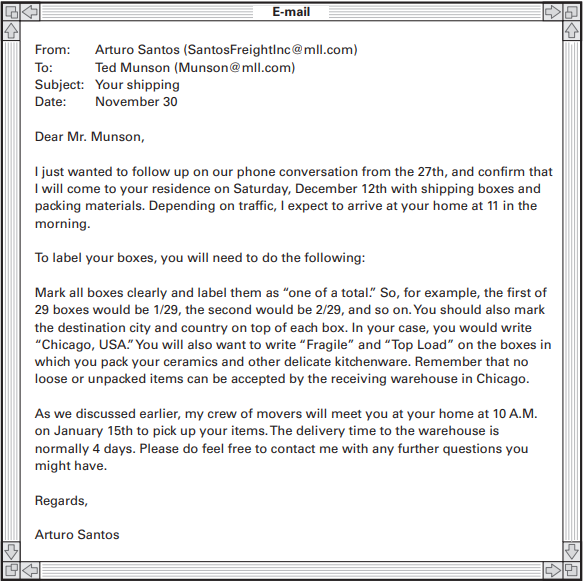 E-mail
From: Arturo Santos (SantosFreightInc@mll.com)
To: Ted Munson (Munson@mll.com)
Subject: Your shipping
Date: November 30
Dear Mr. Munson,
I just wanted to follow up on our phone conversation from the 27th, and confirm that
I will come to your residence on Saturday, December 12th with shipping boxes and
packing materials. Depending on traffic, I expect to arrive at your home at 11 in the
morning.
To label your boxes, you will need to do the following:
Mark all boxes clearly and label them as “one of a total.” So, for example, the first of
29 boxes would be 1/29, the second would be 2/29, and so on. You should also mark
the destination city and country on top of each box. In your case, you would write
“Chicago, USA.” You will also want to write “Fragile” and “Top Load” on the boxes in
which you pack your ceramics and other delicate kitchenware. Remember that no
loose or unpacked items can be accepted by the receiving warehouse in Chicago.
As we discussed earlier, my crew of movers will meet you at your home at 10 A.M.
on January 15th to pick up your items. The delivery time to the warehouse is
normally 4 days. Please do feel free to contact me with any further questions you
might have.
Regards,
Arturo Santos